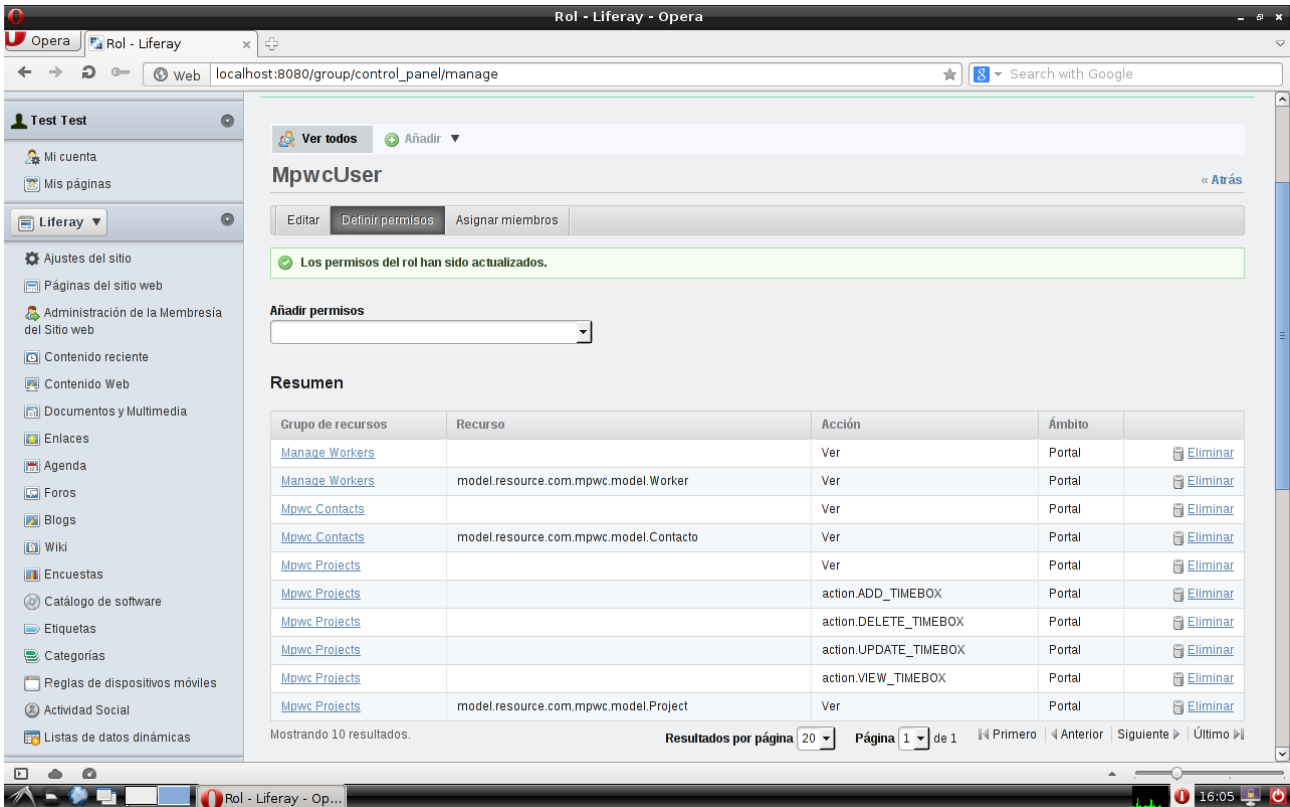 Rol - Liferay - Opera
Opera
Rol - Liferay
Web
localhost:8080/group/control_panel/manage
Search with Google
Test Test
Mi cuenta
Mis páginas
Liferay
Ajustes del sitio
Páginas del sitio web
Administración de la Membresía
del Sitio web
Contenido reciente
Contenido Web
Documentos y Multimedia
Enlaces
Agenda
Foros
Blogs
Wiki
Encuestas
Catálogo de software
Etiquetas
Categorías
Reglas de dispositivos móviles
Actividad Social
Listas de datos dinámicas
Ver todos Añadir ▼
MpwcUser
« Atrás
Editar Definir permisos Asignar miembros
Los permisos del rol han sido actualizados.
Añadir permisos
Resumen
Grupo de recursos Recurso Acción Ámbito
Manage Workers Ver Portal Eliminar
Manage Workers model.resource.com.mpwc.model.Worker Ver Portal Eliminar
Mpwc Contacts Ver Portal Eliminar
Mpwc Contacts model.resource.com.mpwc.model.Contacto Ver Portal Eliminar
Mpwc Projects Ver Portal Eliminar
Mpwc Projects action.ADD_TIMEBOX Portal Eliminar
Mpwc Projects action.DELETE_TIMEBOX Portal Eliminar
Mpwc Projects action.UPDATE_TIMEBOX Portal Eliminar
Mpwc Projects action.VIEW_TIMEBOX Portal Eliminar
Mpwc Projects model.resource.com.mpwc.model.Project Ver Portal Eliminar
Mostrando 10 resultados. Resultados por página 20 Página 1 de 1 Primero Anterior Siguiente Último
Rol - Liferay - Op...
16:05